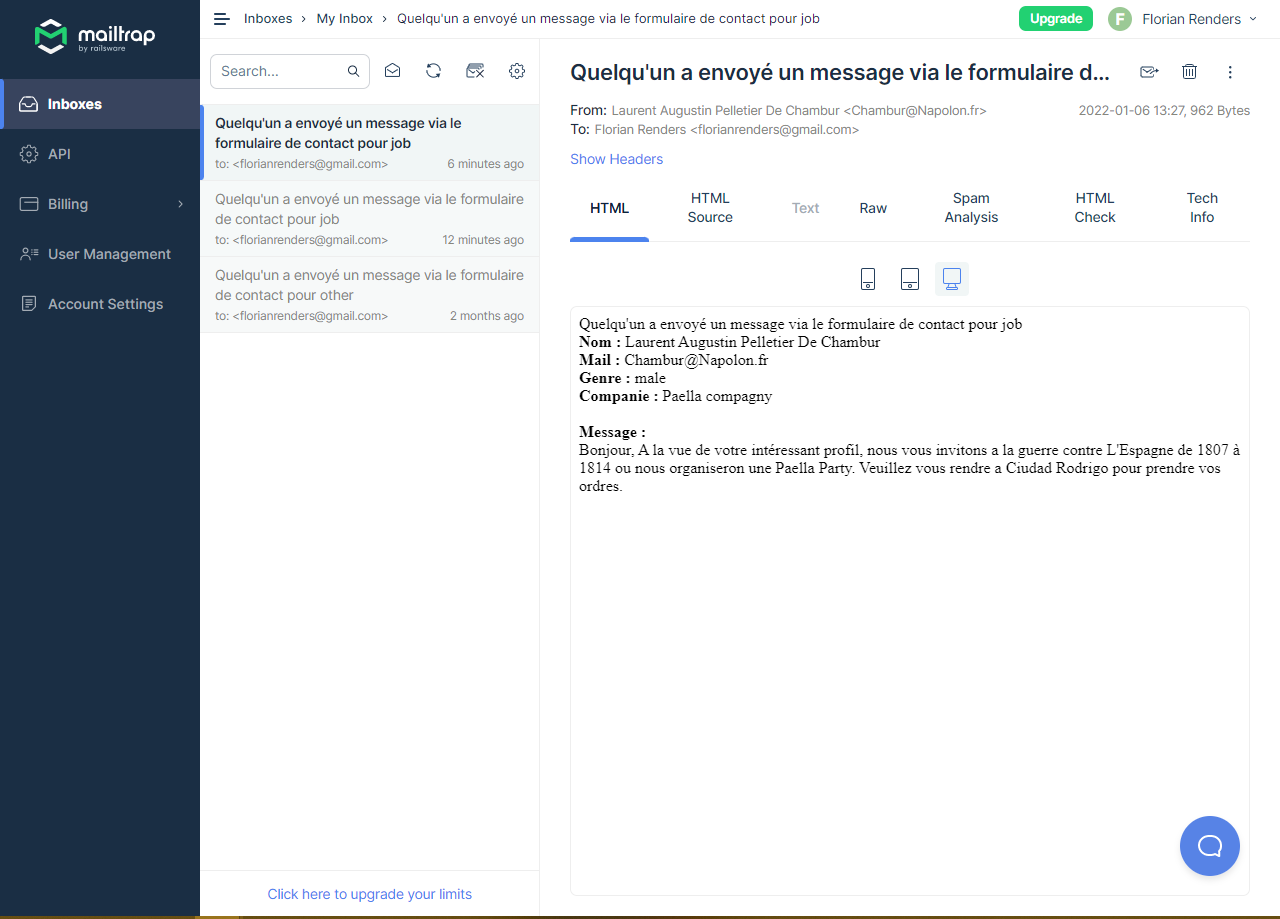 mailtrap
by railsware
Inboxes
API
Billing
User Management
Account Settings
Inboxes › My Inbox › Quelqu'un a envoyé un message via le formulaire de contact pour job
Upgrade
F
Florian Renders
Search...
Quelqu'un a envoyé un message via le
formulaire de contact pour job
to: <florianrenders@gmail.com> 6 minutes ago
Quelqu'un a envoyé un message via le formulaire
de contact pour job
to: <florianrenders@gmail.com> 12 minutes ago
Quelqu'un a envoyé un message via le formulaire
de contact pour other
to: <florianrenders@gmail.com> 2 months ago
Click here to upgrade your limits
Quelqu'un a envoyé un message via le formulaire d...
From: Laurent Augustin Pelletier De Chambur <Chambur@Napolon.fr> 2022-01-06 13:27, 962 Bytes
To: Florian Renders <florianrenders@gmail.com>
Show Headers
HTML
HTML
Source
Text
Raw
Spam
Analysis
HTML
Check
Tech
Info
Quelqu'un a envoyé un message via le formulaire de contact pour job
Nom : Laurent Augustin Pelletier De Chambur
Mail : Chambur@Napolon.fr
Genre : male
Companie : Paella compagny
Message :
Bonjour, A la vue de votre intéressant profil, nous vous invitons a la guerre contre L'Espagne de 1807 à
1814 ou nous organiseron une Paella Party. Veuillez vous rendre a Ciudad Rodrigo pour prendre vos
ordres.